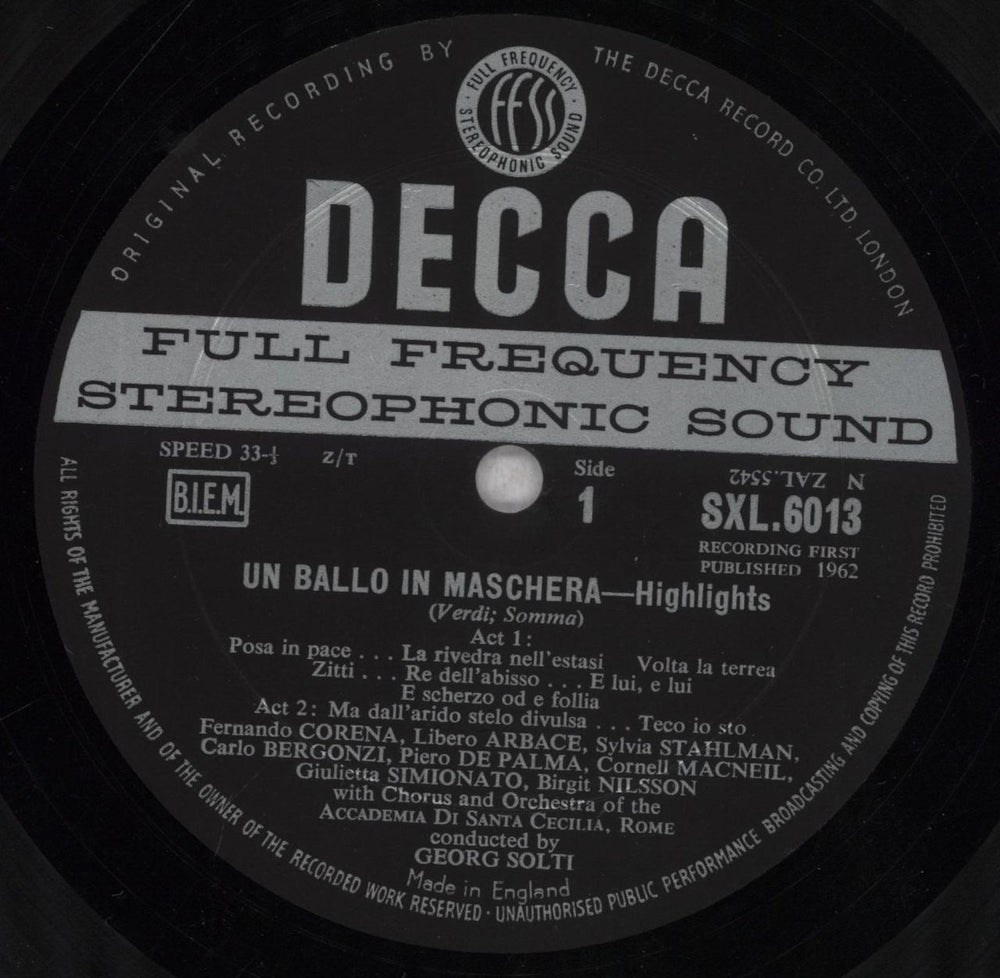 ORIGINAL RECORDING BY THE DECCA RECORD CO. LTD. LONDON
FULL FREQUENCY STEREOPHONIC SOUND
FFSS
DECCA
FULL FREQUENCY
STEREOPHONIC SOUND
SPEED 33-⅓ Z/T
B.I.E.M.
Side
1
N ZAL.5542
SXL.6013
RECORDING FIRST
PUBLISHED 1962
UN BALLO IN MASCHERA—Highlights
(Verdi; Somma)
Act 1:
Posa in pace . . . La rivedra nell'estasi Volta la terrea
Zitti . . . Re dell'abisso . . . E lui, e lui
E scherzo od e follia
Act 2: Ma dall'arido stelo divulsa . . . Teco io sto
Fernando CORENA, Libero ARBACE, Sylvia STAHLMAN,
Carlo BERGONZI, Piero DE PALMA, Cornell MACNEIL,
Giulietta SIMIONATO, Birgit NILSSON
with Chorus and Orchestra of the
ACCADEMIA DI SANTA CECILIA, ROME
conducted by
GEORG SOLTI
Made in England
ALL RIGHTS OF THE MANUFACTURER AND OF THE OWNER OF THE RECORDED WORK RESERVED · UNAUTHORISED PUBLIC PERFORMANCE BROADCASTING AND COPYING OF THIS RECORD PROHIBITED